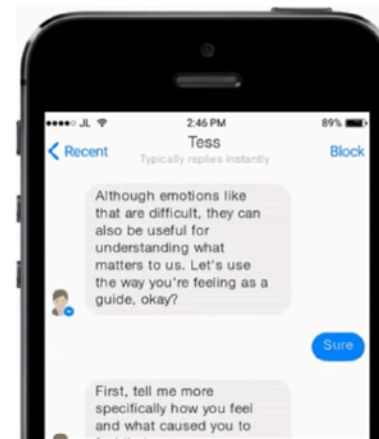 JL 2:46 PM 89%
Recent Tess Block
Typically replies instantly
Although emotions like
that are difficult, they can
also be useful for
understanding what
matters to us. Let's use
the way you're feeling as a
guide, okay?
Sure
First, tell me more
specifically how you feel
and what caused you to